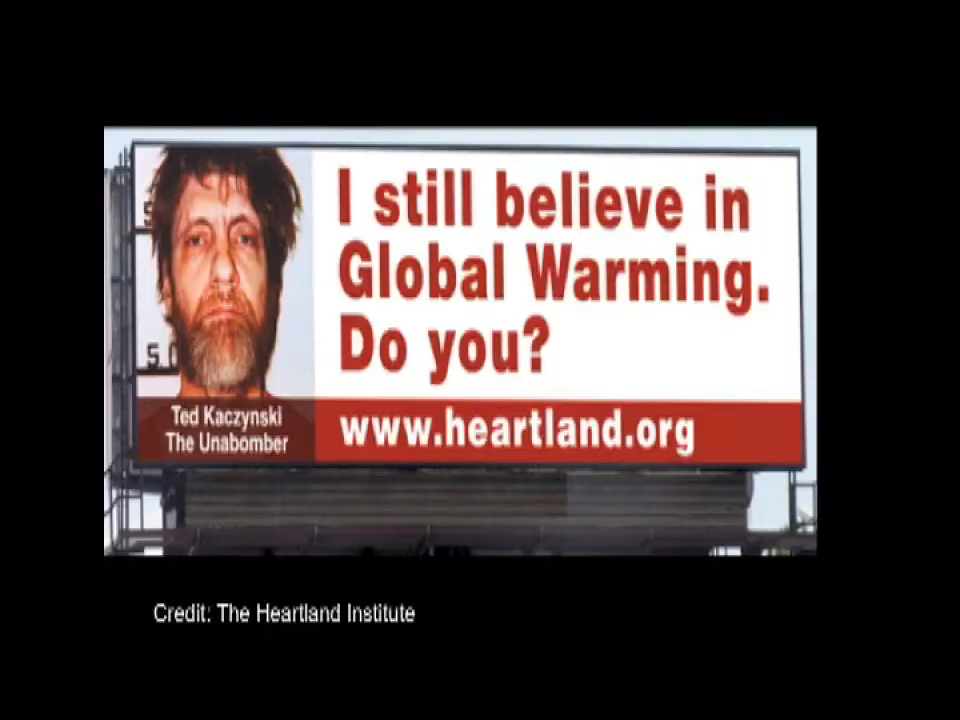 I still believe in
Global Warming.
Do you?
Ted Kaczynski
The Unabomber
www.heartland.org
Credit: The Heartland Institute